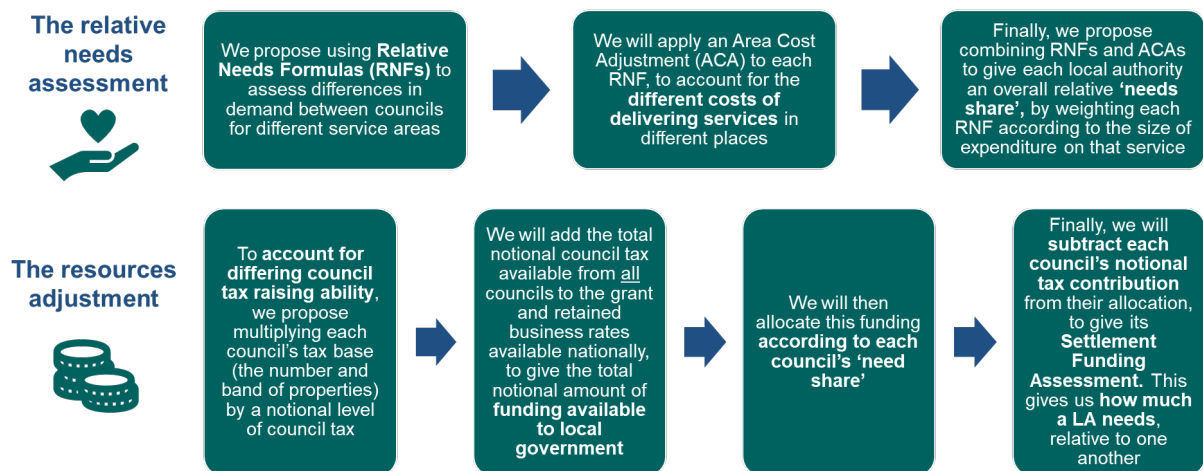 The relative
needs
assessment
We propose using Relative
Needs Formulas (RNFs) to
assess differences in
demand between councils
for different service areas
We will apply an Area Cost
Adjustment (ACA) to each
RNF, to account for the
different costs of
delivering services in
different places
Finally, we propose
combining RNFs and ACAs
to give each local authority
an overall relative ‘needs
share’, by weighting each
RNF according to the size
of expenditure on that service
The resources
adjustment
To account for
differing council
tax raising ability,
we propose
multiplying each
council’s tax base
(the number and
band of properties)
by a notional level
of council tax
We will add the total
notional council tax
available from all
councils to the grant
and retained
business rates
available nationally,
to give the total
notional amount of
funding available
to local
government
We will then
allocate this funding
according to each
council’s ‘need
share’
Finally, we will
subtract each
council’s notional
tax contribution
from their allocation,
to give its
Settlement
Funding
Assessment. This
gives us how much
a LA needs,
relative to one
another